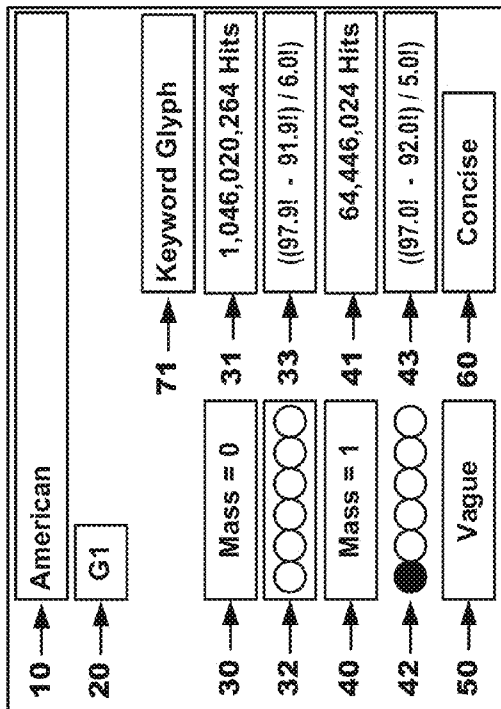 10 American
20 G1
71 Keyword Glyph
30 Mass = 0 31 1,046,020,264 Hits
32 33 ((97.9! - 91.9!) / 6.0!)
40 Mass = 1 41 64,446,024 Hits
42 43 ((97.0! - 92.0!) / 5.0!)
50 Vague 60 Concise